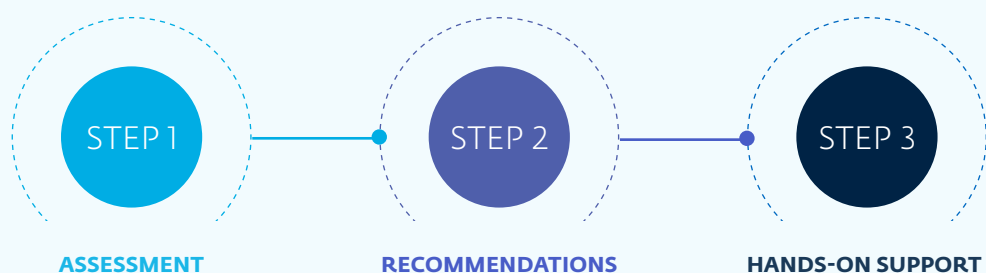 STEP 1
STEP 2
STEP 3
ASSESSMENT
RECOMMENDATIONS
HANDS-ON SUPPORT